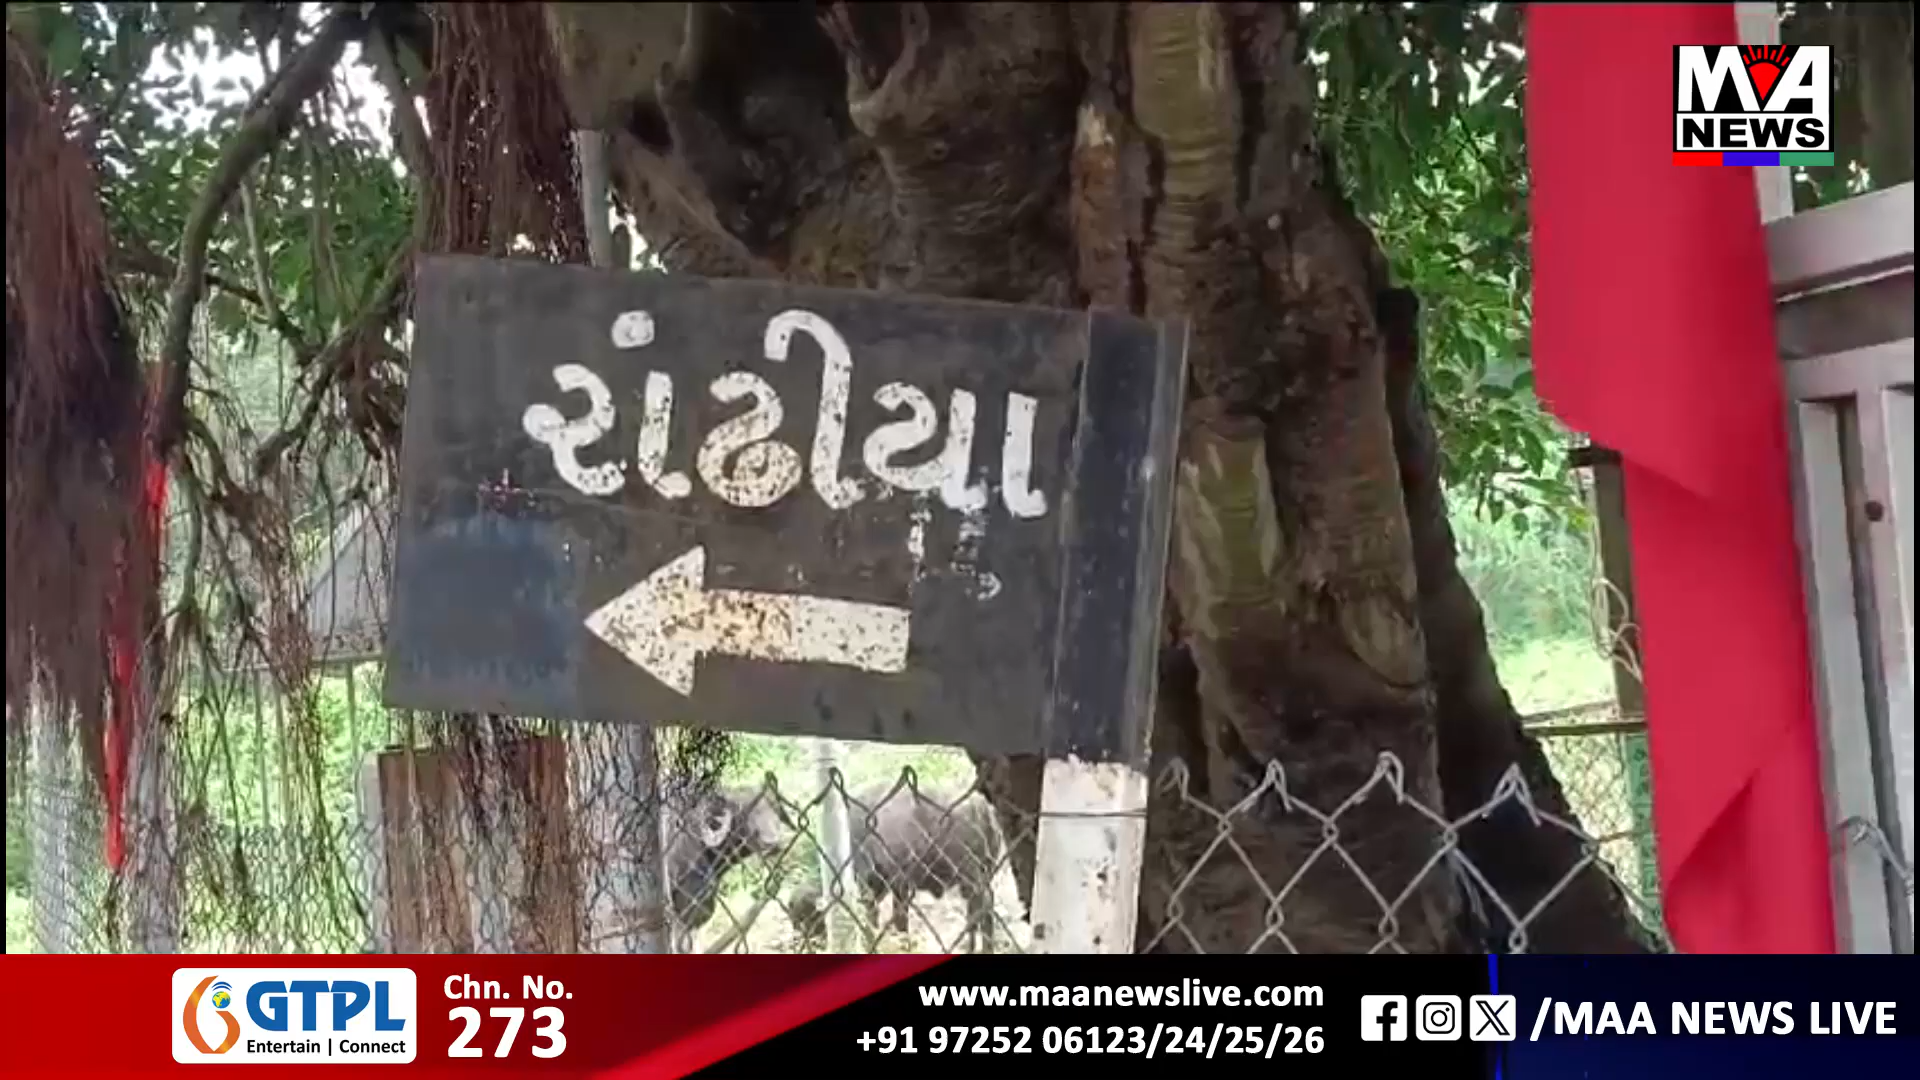 MAA
NEWS
રાંઢીયા
GTPL
Entertain | Connect
Chn. No.
273
www.maanewslive.com
+91 97252 06123/24/25/26
/MAA NEWS LIVE